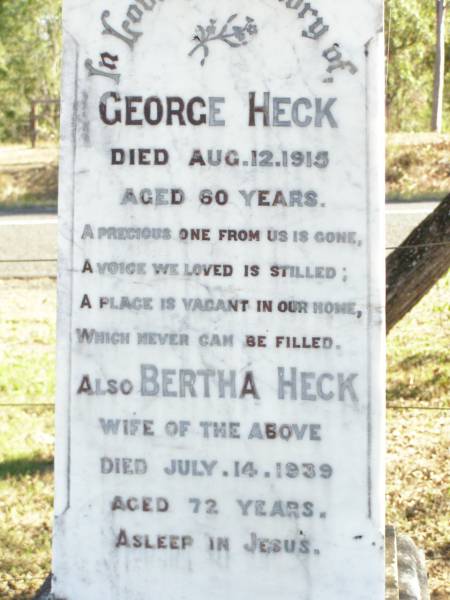 In Loving Memory of,
GEORGE HECK
DIED AUG. 12. 1915
AGED 60 YEARS.
A PRECIOUS ONE FROM US IS GONE,
A VOICE WE LOVED IS STILLED;
A PLACE IS VACANT IN OUR HOME,
WHICH NEVER CAN BE FILLED.
ALSO BERTHA HECK
WIFE OF THE ABOVE
DIED JULY. 14. 1939
AGED 72 YEARS.
ASLEEP IN JESUS.